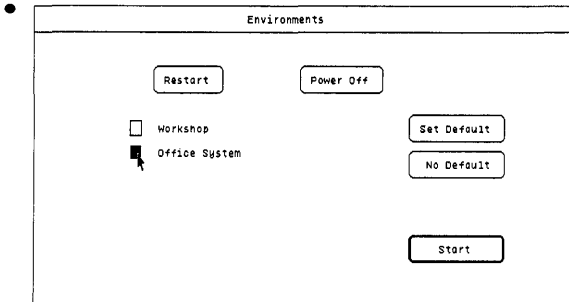 Environments
Restart
Power Off
Workshop
Set Default
Office System
No Default
Start